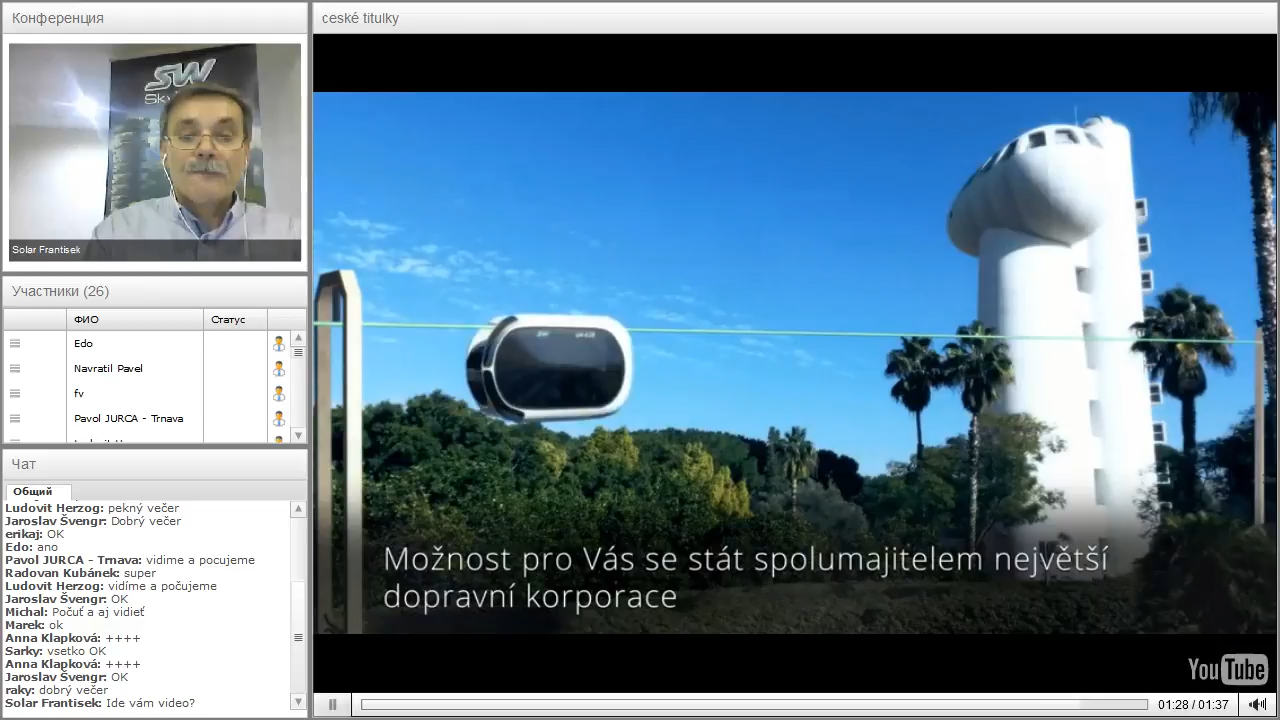 Конференция
SW
Sky
Solar Frantisek
Участники (26)
ФИО
Статус
Edo
Navratil Pavel
fv
Pavol JURCA - Trnava
Чат
Общий
Ludovit Herzog: pekný večer
Jaroslav Švengr: Dobrý večer
erikaj: OK
Edo: ano
Pavol JURCA - Trnava: vidime a pocujeme
Radovan Kubánek: super
Ludovit Herzog: vidíme a počujeme
Jaroslav Švengr: OK
Michal: Počuť a aj vidieť
Marek: ok
Anna Klapková: ++++
Sarky: vsetko OK
Anna Klapková: ++++
Jaroslav Švengr: OK
raky: dobrý večer
Solar Frantisek: Ide vám video?
ceské titulky
Možnost pro Vás se stát spolumajitelem největší
dopravní korporace
YouTube
01:28 / 01:37